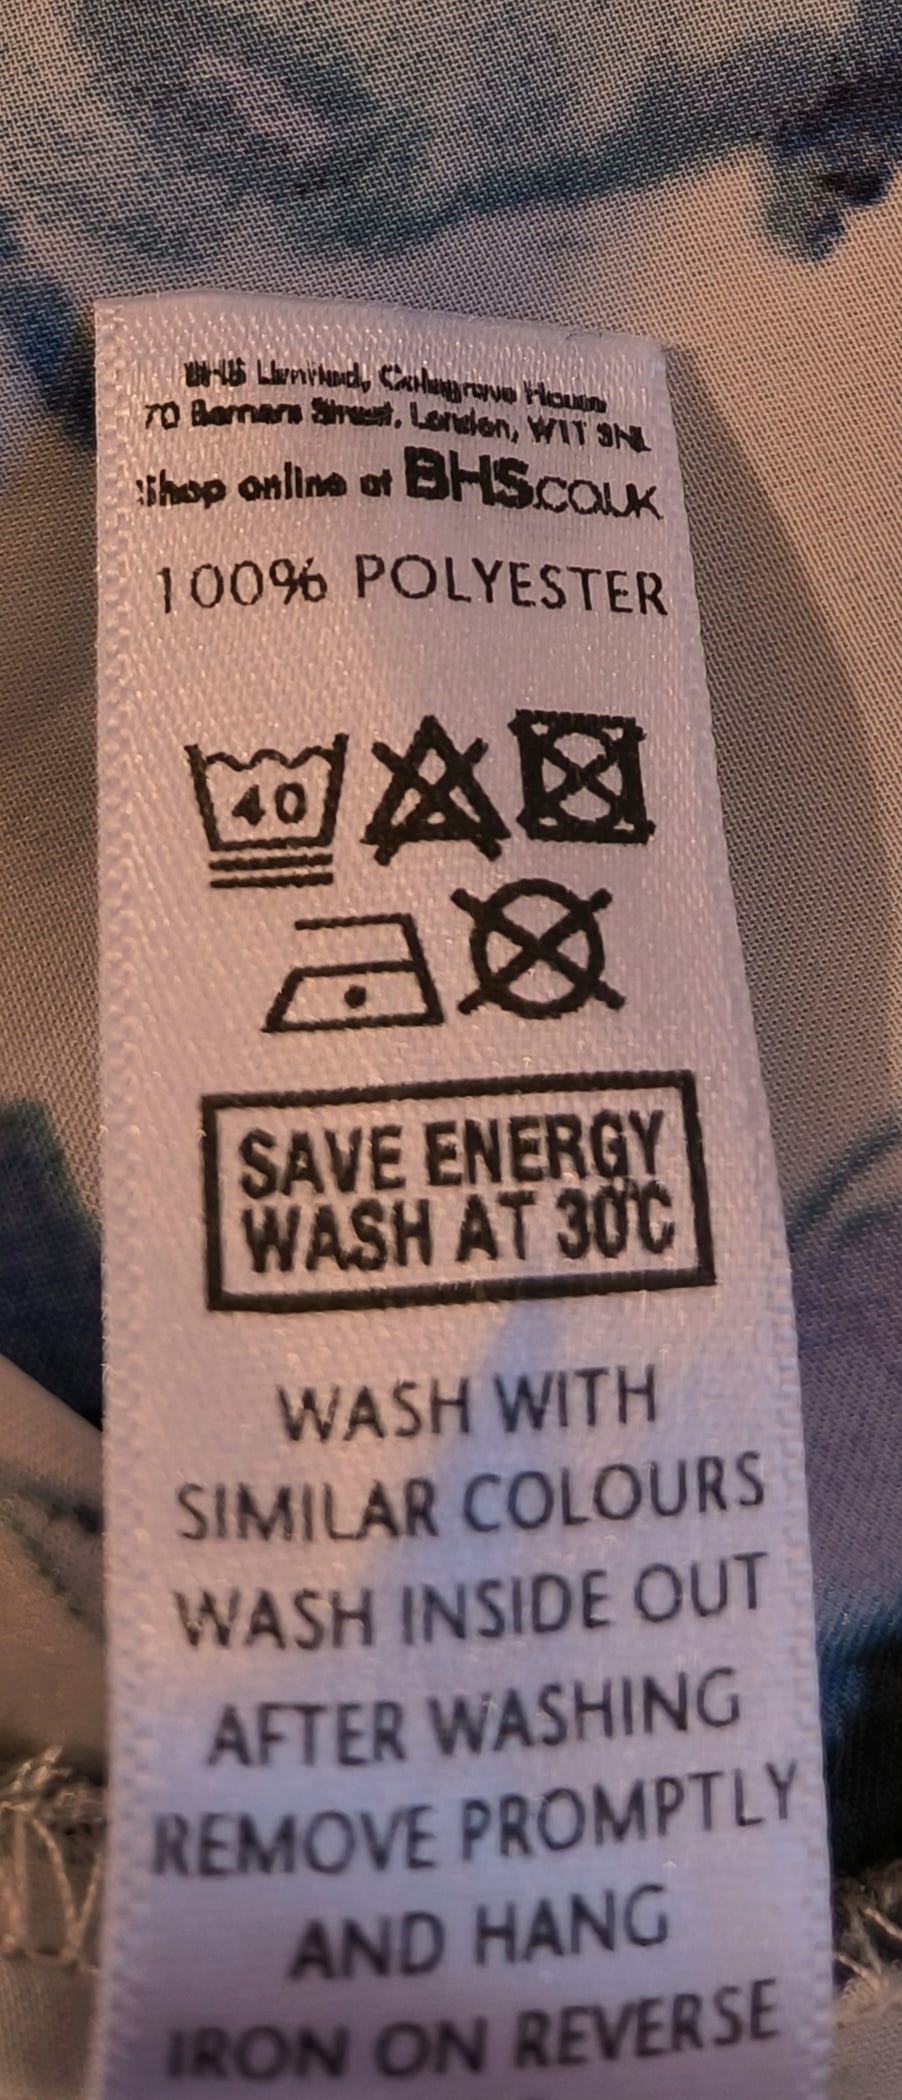 BHS Limited, Colegrave House
70 Berners Street, London, W1T 3NL
Shop online at BHS.CO.UK
100% POLYESTER
40
SAVE ENERGY
WASH AT 30°C
WASH WITH
SIMILAR COLOURS
WASH INSIDE OUT
AFTER WASHING
REMOVE PROMPTLY
AND HANG
IRON ON REVERSE